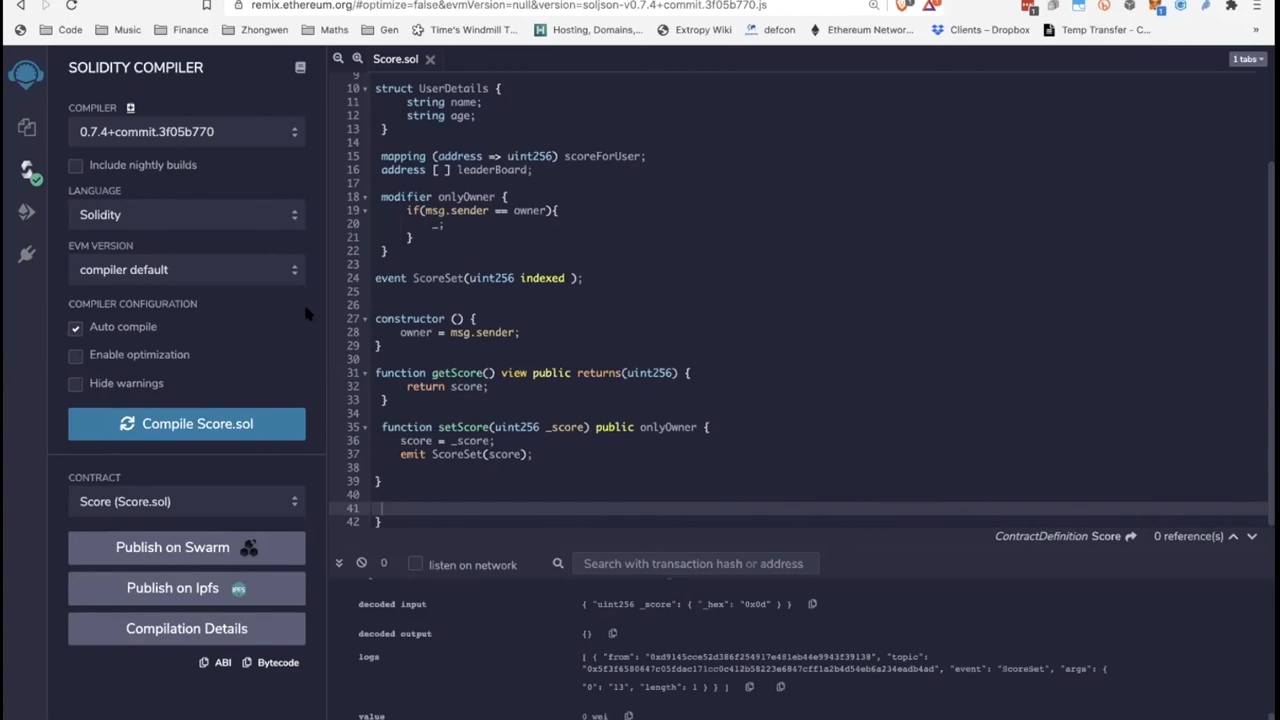 remix.ethereum.org/#optimize=false&evmVersion=null&version=soljson-v0.7.4+commit.3f05b770.js
Code Music Finance Zhongwen Maths Gen Time's Windmill T... Hosting, Domains,... Extropy Wiki defcon Ethereum Networ... Clients – Dropbox Temp Transfer - C... »
SOLIDITY COMPILER
COMPILER
0.7.4+commit.3f05b770
Include nightly builds
LANGUAGE
Solidity
EVM VERSION
compiler default
COMPILER CONFIGURATION
Auto compile
Enable optimization
Hide warnings
Compile Score.sol
CONTRACT
Score (Score.sol)
Publish on Swarm
Publish on Ipfs
IPFS
Compilation Details
ABI Bytecode
Score.sol
1 tabs
9
10 struct UserDetails {
11 string name;
12 string age;
13 }
14
15 mapping (address => uint256) scoreForUser;
16 address [ ] leaderBoard;
17
18 modifier onlyOwner {
19 if(msg.sender == owner){
20 _;
21 }
22 }
23
24 event ScoreSet(uint256 indexed );
25
26
27 constructor () {
28 owner = msg.sender;
29 }
30
31 function getScore() view public returns(uint256) {
32 return score;
33 }
34
35 function setScore(uint256 _score) public onlyOwner {
36 score = _score;
37 emit ScoreSet(score);
38
39 }
40
41
42 }
ContractDefinition Score 0 reference(s)
0 listen on network Search with transaction hash or address
decoded input { "uint256 _score": { "_hex": "0x0d" } }
decoded output {}
logs [ { "from": "0xd9145cce52d386f254917e481eb44e9943f39138", "topic":
"0x5f3f6580647c05fdac171cc0c412b58223e6847cff1a2b4d54eb6a234eadb4ad", "event": "ScoreSet", "args": {
"0": "13", "length": 1 } } ]
value 0 wei